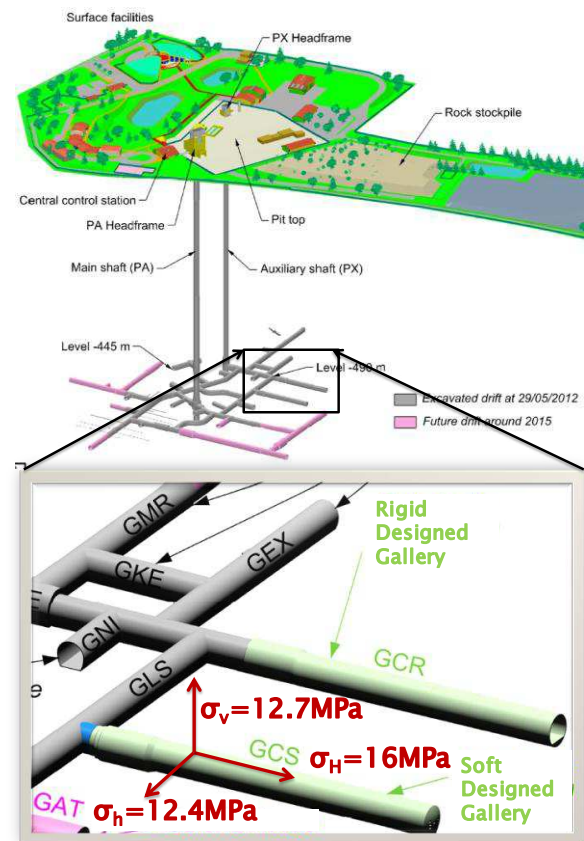 Surface facilities
PX Headframe
Rock stockpile
Central control station
PA Headframe
Pit top
Main shaft (PA)
Auxiliary shaft (PX)
Level -445 m
Level -490 m
Excavated drift at 29/05/2012
Future drift around 2015
GMR
GKE
GEX
Rigid
Designed
Gallery
E
GNI
GLS
GCR
e
σv=12.7MPa
σH=16MPa
GCS
Soft
Designed
Gallery
GAT
σh=12.4MPa